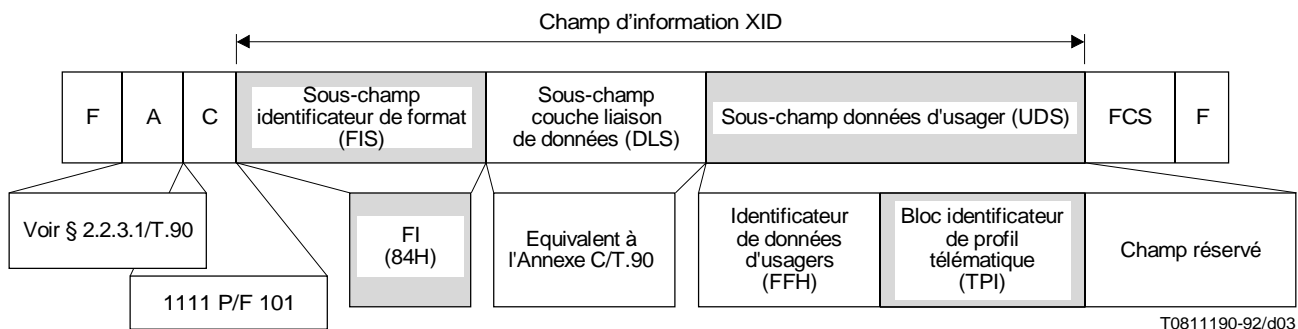 Champ d'information XID
F
A
C
Sous-champ
identificateur de format
(FIS)
Sous-champ
couche liaison
de données (DLS)
Sous-champ données d'usager (UDS)
FCS
F
Voir § 2.2.3.1/T.90
1111 P/F 101
FI
(84H)
Equivalent à
l'Annexe C/T.90
Identificateur
de données
d'usagers
(FFH)
Bloc identificateur
de profil
télématique
(TPI)
Champ réservé
T0811190-92/d03